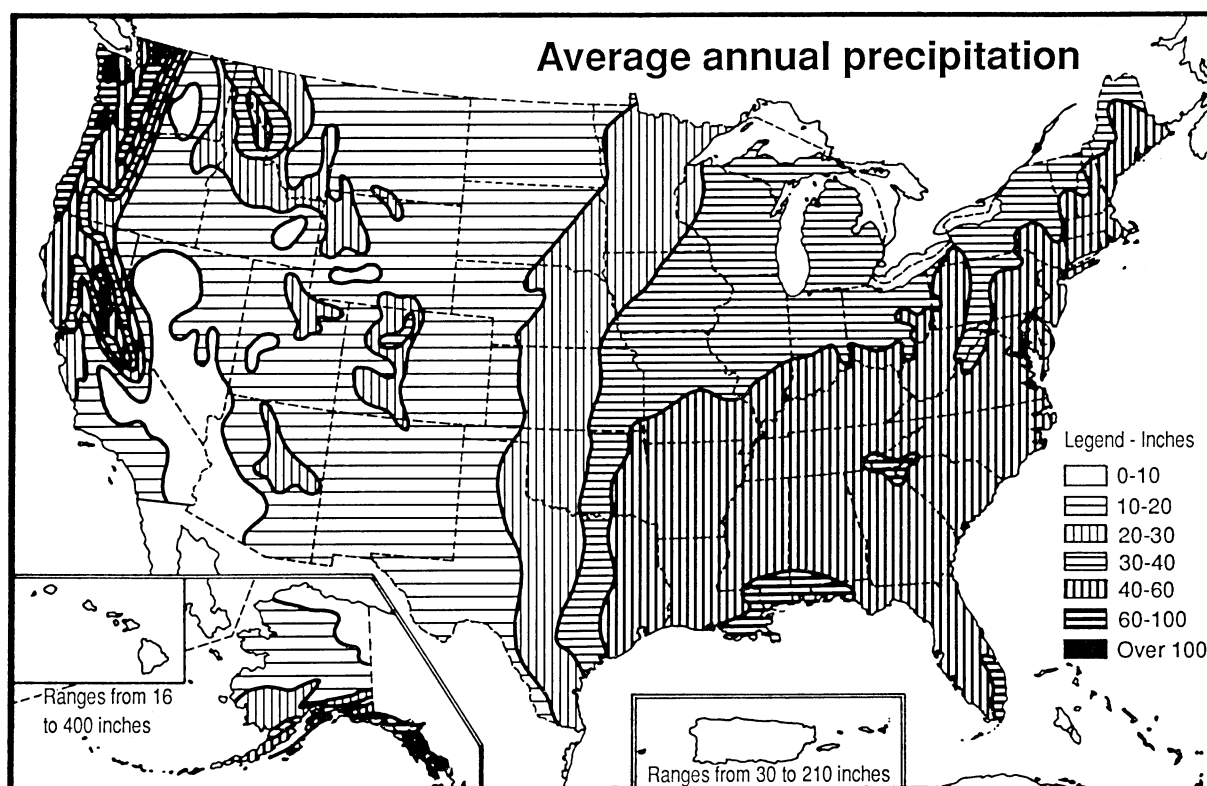 Average annual precipitation
Legend - Inches
0-10
10-20
20-30
30-40
40-60
60-100
Over 100
Ranges from 16
to 400 inches
Ranges from 30 to 210 inches